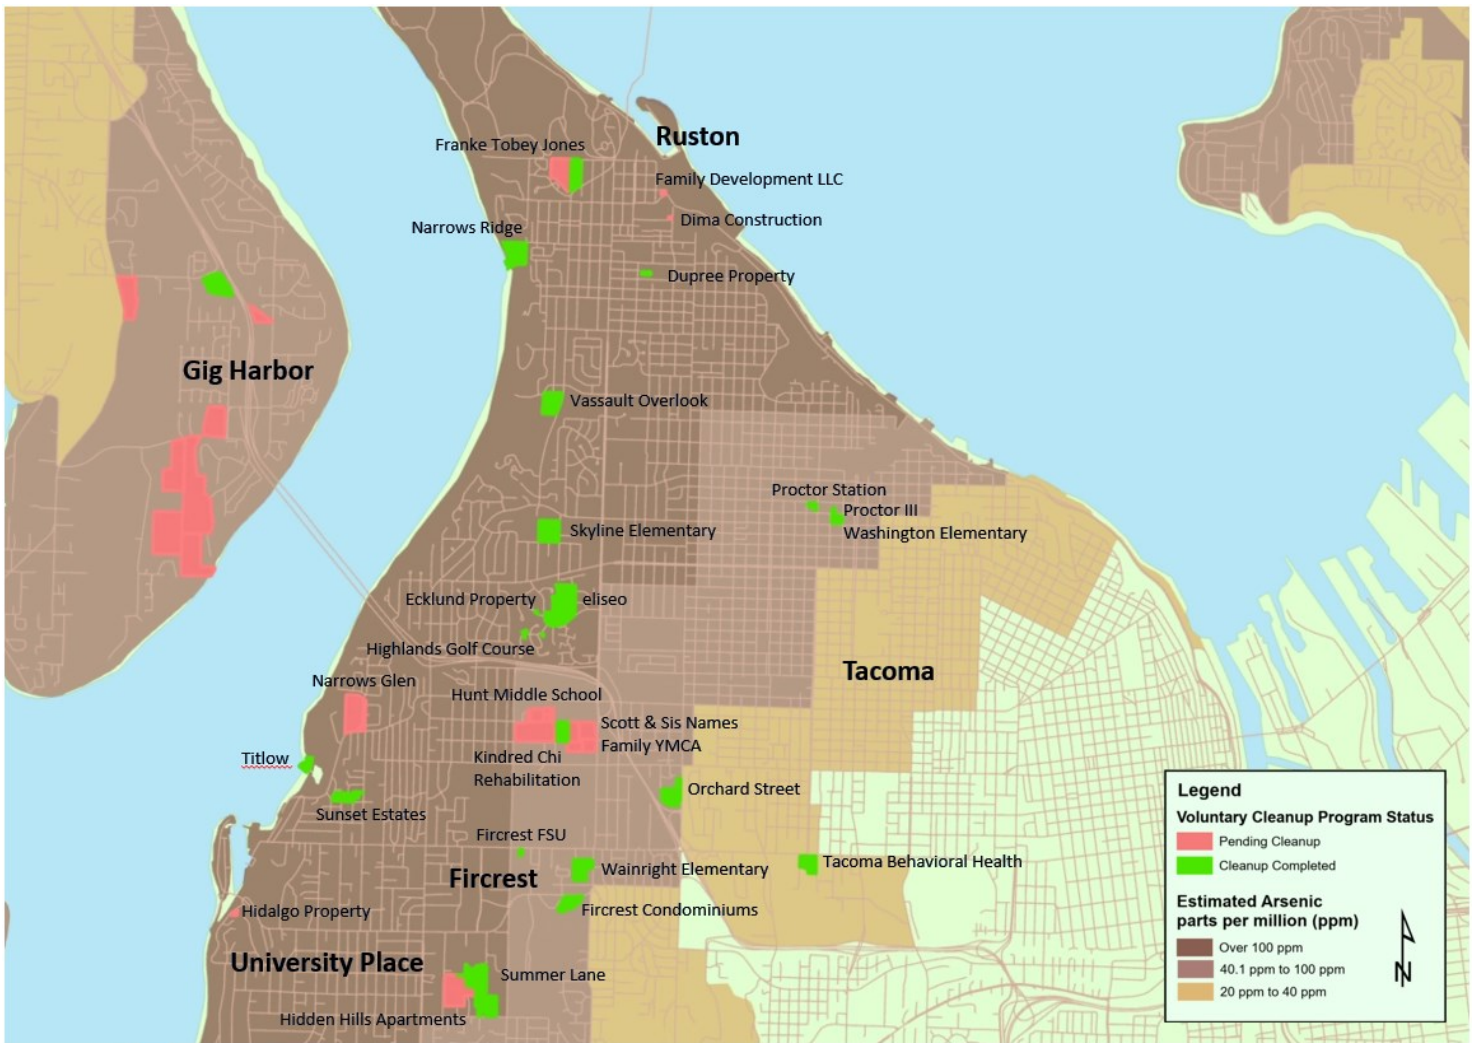 Ruston
Franke Tobey Jones
Family Development LLC
Dima Construction
Narrows Ridge
Dupree Property
Gig Harbor
Vassault Overlook
Proctor Station
Proctor III
Washington Elementary
Skyline Elementary
Ecklund Property
eliseo
Highlands Golf Course
Tacoma
Narrows Glen
Hunt Middle School
Scott & Sis Names
Family YMCA
Kindred Chi
Rehabilitation
Titlow
Orchard Street
Sunset Estates
Fircrest FSU
Tacoma Behavioral Health
Wainright Elementary
Fircrest
Fircrest Condominiums
Hidalgo Property
University Place
Summer Lane
Hidden Hills Apartments
Legend
Voluntary Cleanup Program Status
Pending Cleanup
Cleanup Completed
Estimated Arsenic
parts per million (ppm)
Over 100 ppm
40.1 ppm to 100 ppm
20 ppm to 40 ppm
N